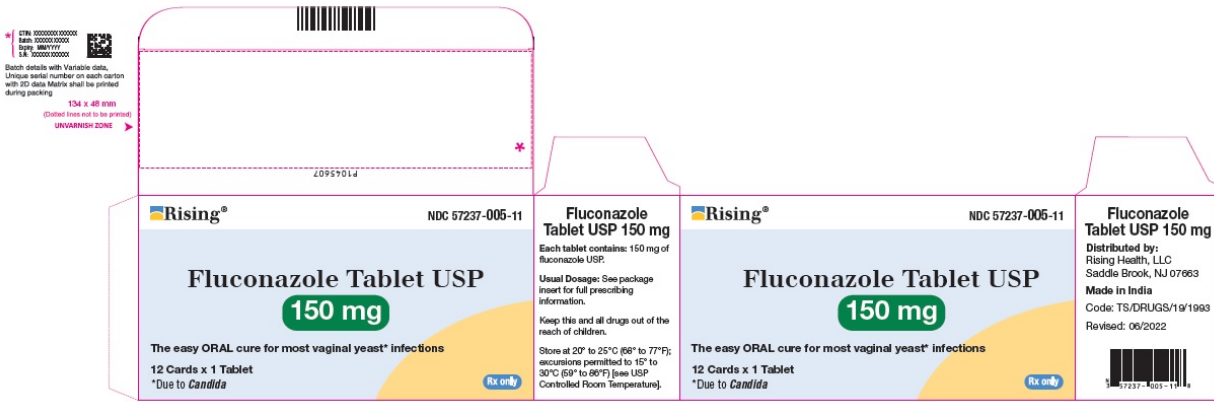 * GTIN: XXXXXXXXXXXXXX
Batch: XXXXXXXXXXX
Expiry: MM/YYYY
S.N.: XXXXXXXXXXXX
Batch details with Variable data,
Unique serial number on each carton
with 2D data Matrix shall be printed
during packing
134 x 48 mm
(Dotted lines not to be printed)
UNVARNISH ZONE
*
P1045607
Rising®
NDC 57237-005-11
Fluconazole Tablet USP
150 mg
The easy ORAL cure for most vaginal yeast* infections
12 Cards x 1 Tablet
*Due to Candida
Rx only
Fluconazole
Tablet USP 150 mg
Each tablet contains: 150 mg of
fluconazole USP.
Usual Dosage: See package
insert for full prescribing
information.
Keep this and all drugs out of the
reach of children.
Store at 20° to 25°C (68° to 77°F);
excursions permitted to 15° to
30°C (59° to 86°F) [see USP
Controlled Room Temperature].
Rising®
NDC 57237-005-11
Fluconazole Tablet USP
150 mg
The easy ORAL cure for most vaginal yeast* infections
12 Cards x 1 Tablet
*Due to Candida
Rx only
Fluconazole
Tablet USP 150 mg
Distributed by:
Rising Health, LLC
Saddle Brook, NJ 07663
Made in India
Code: TS/DRUGS/19/1993
Revised: 06/2022
3 57237-005-11 8